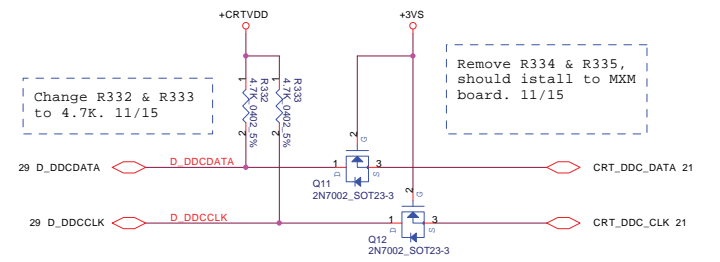 +CRTVDD
+3VS
Change R332 & R333
to 4.7K. 11/15
1
1
R332
4.7K_0402_5%
R333
4.7K_0402_5%
2
2
Remove R334 & R335,
should istall to MXM
board. 11/15
2
G
29 D_DDCDATA
D_DDCDATA
1
3
D
S
CRT_DDC_DATA 21
Q11
2N7002_SOT23-3
2
G
29 D_DDCCLK
D_DDCCLK
1
3
D
S
CRT_DDC_CLK 21
Q12
2N7002_SOT23-3